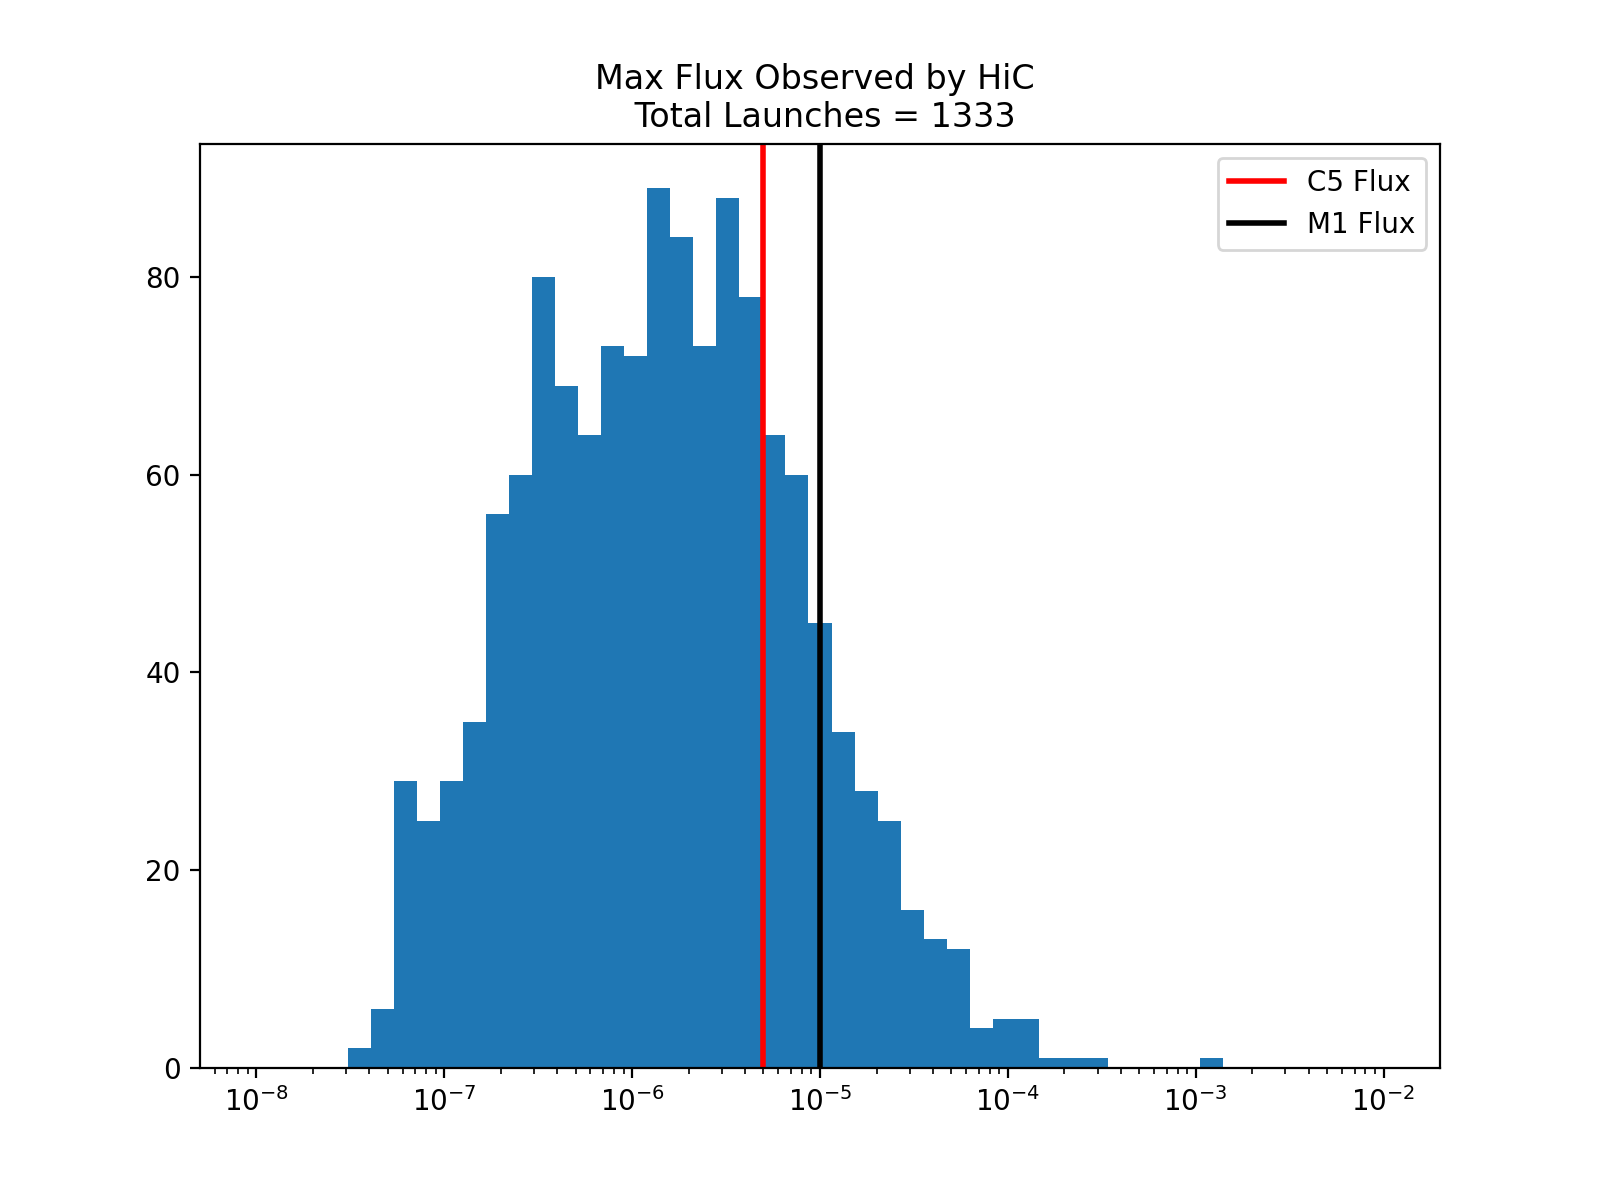 Max Flux Observed by HiC
Total Launches = 1333
C5 Flux
M1 Flux
80
60
40
20
0
10⁻⁸ 10⁻⁷ 10⁻⁶ 10⁻⁵ 10⁻⁴ 10⁻³ 10⁻²